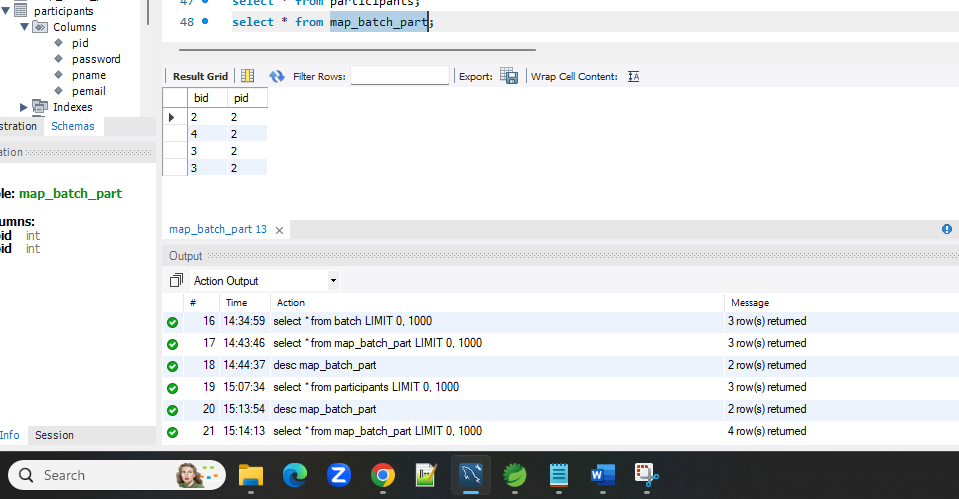 participants
Columns
pid
password
pname
pemail
Indexes
stration Schemas
ation
le: map_batch_part
umns:
id int
id int
Info Session
47 select * from participants;
48 select * from map_batch_part;
Result Grid Filter Rows: Export: Wrap Cell Content: IA
bid pid
2 2
4 2
3 2
3 2
map_batch_part 13
Output
Action Output
# Time Action Message
16 14:34:59 select * from batch LIMIT 0, 1000 3 row(s) returned
17 14:43:46 select * from map_batch_part LIMIT 0, 1000 3 row(s) returned
18 14:44:37 desc map_batch_part 2 row(s) returned
19 15:07:34 select * from participants LIMIT 0, 1000 3 row(s) returned
20 15:13:54 desc map_batch_part 2 row(s) returned
21 15:14:13 select * from map_batch_part LIMIT 0, 1000 4 row(s) returned
Search